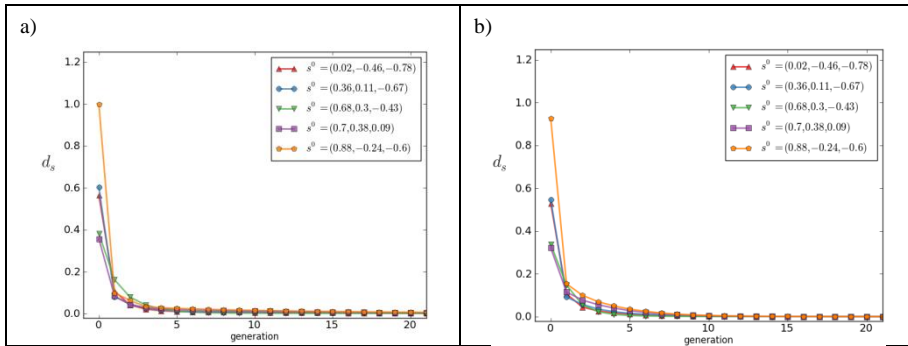 a)
1.2
1.0
0.8
0.6
0.4
0.2
0.0
d_s
s^0 =(0.02,−0.46,−0.78)
s^0 =(0.36,0.11,−0.67)
s^0 =(0.68,0.3,−0.43)
s^0 =(0.7,0.38,0.09)
s^0 =(0.88,−0.24,−0.6)
0 5 10 15 20
generation
b)
1.2
1.0
0.8
0.6
0.4
0.2
0.0
d_s
s^0 =(0.02,−0.46,−0.78)
s^0 =(0.36,0.11,−0.67)
s^0 =(0.68,0.3,−0.43)
s^0 =(0.7,0.38,0.09)
s^0 =(0.88,−0.24,−0.6)
0 5 10 15 20
generation